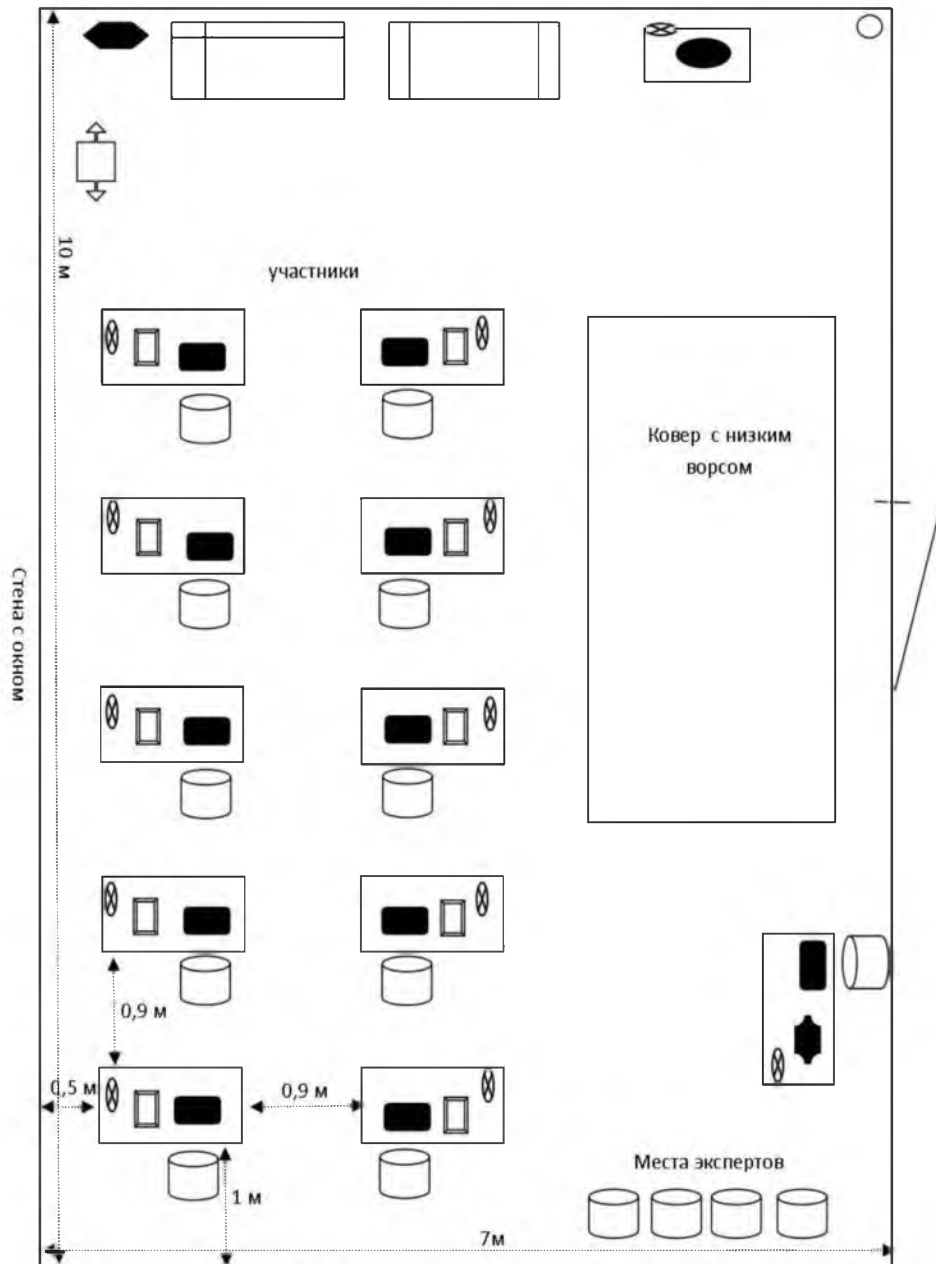 10 м
участники
Ковер с низким
ворсом
Стена с окном
0,9 м
0,5 м
0,9 м
1 м
Места экспертов
7м